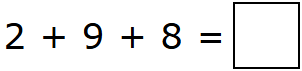 2 + 9 + 8 =